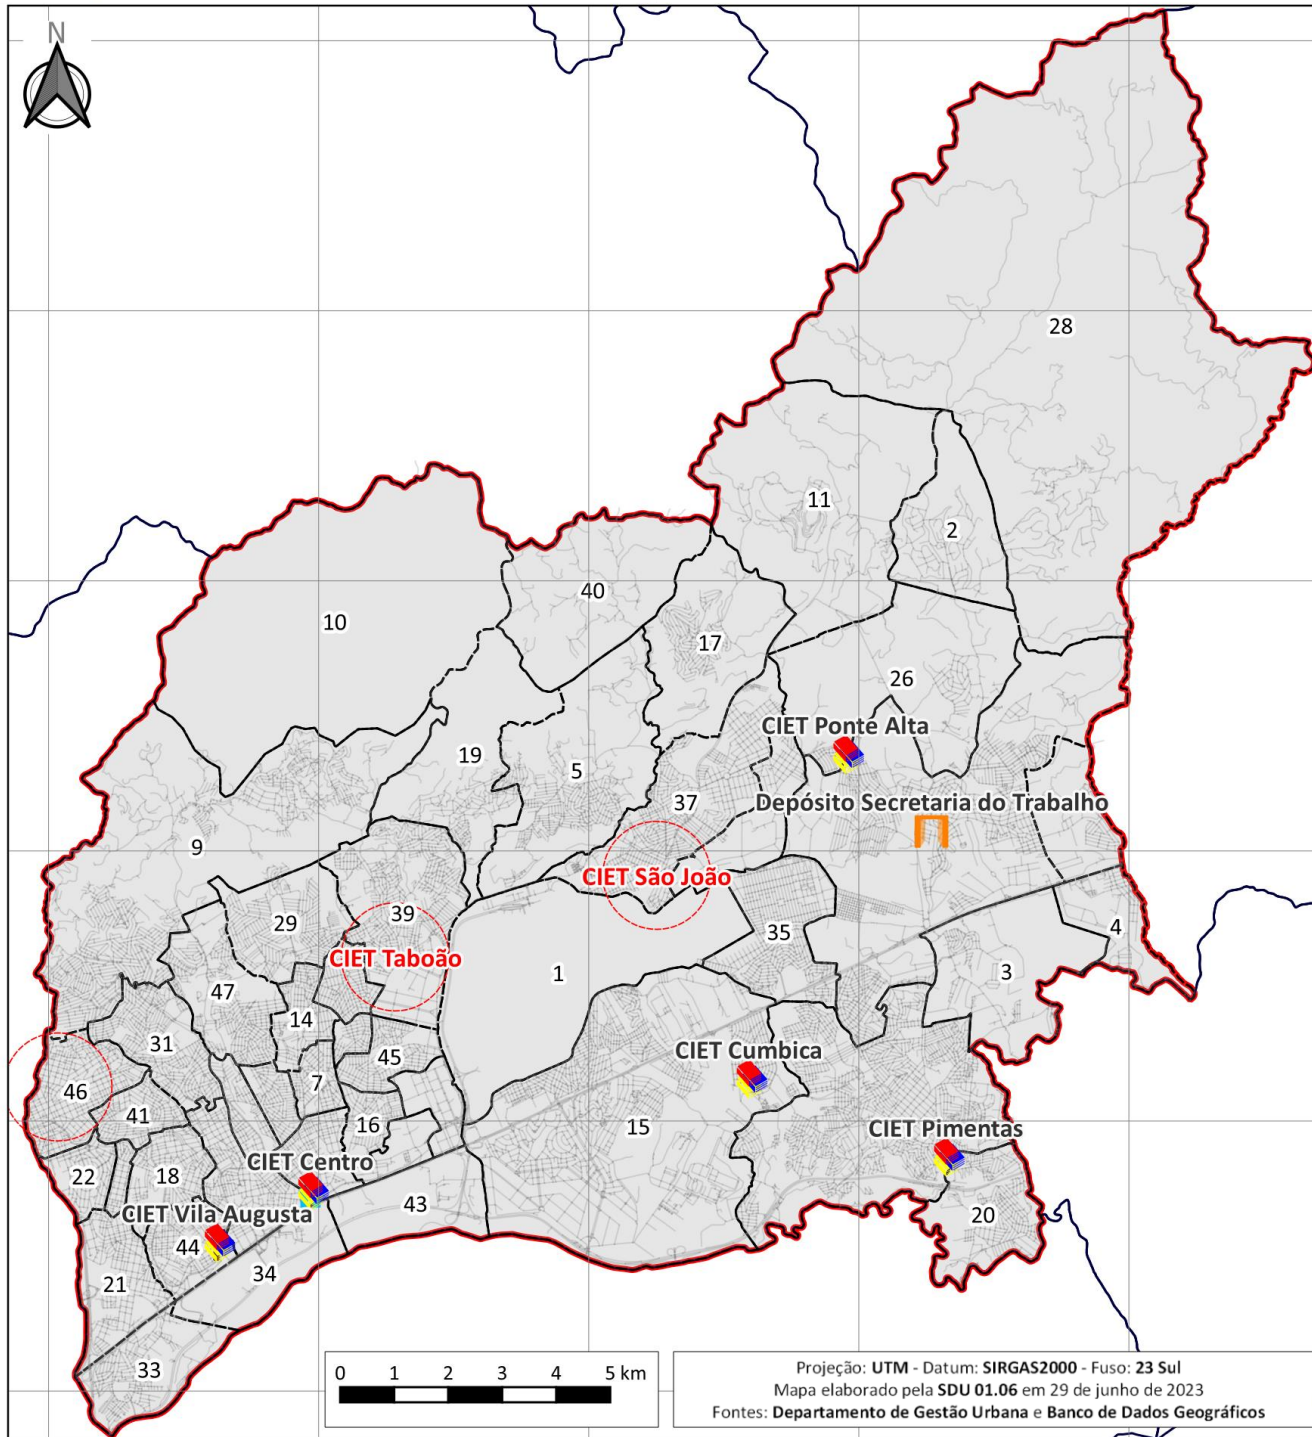 N
28
11
2
40
10
17
26
CIET Ponte Alta
19
5
37
Depósito Secretaria do Trabalho
9
CIET São João
39
29
35
4
CIET Taboão
1
3
47
14
31
45
CIET Cumbica
7
46
41
16
15
CIET Pimentas
CIET Centro
22
18
43
20
CIET Vila Augusta
44
34
21
33
0 1 2 3 4 5 km
Projeção: UTM - Datum: SIRGAS2000 - Fuso: 23 Sul
Mapa elaborado pela SDU 01.06 em 29 de junho de 2023
Fontes: Departamento de Gestão Urbana e Banco de Dados Geográficos